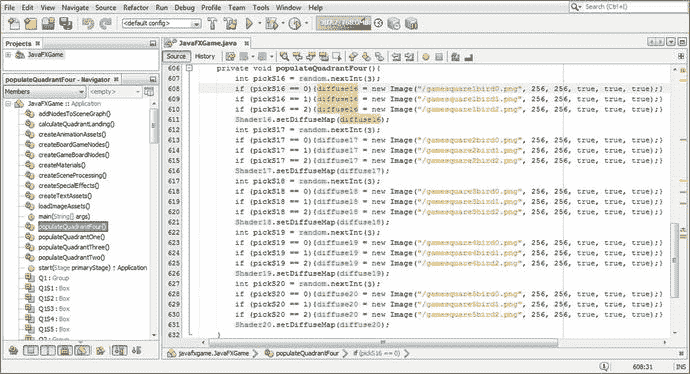 File Edit View Navigate Source Refactor Run Debug Profile Team Tools Window Help
Search (Ctrl+I)
<default config>
Projects
JavaFXGame
populateQuadrantFour - Navigator
Members
<empty>
JavaFXGame :: Application
addNodesToSceneGraph()
calculateQuadrantLanding()
createAnimationAssets()
createBoardGameNodes()
createGameBoardNodes()
createMaterials()
createSceneProcessing()
createSpecialEffects()
createTextAssets()
loadImageAssets()
main(String[] args)
populateQuadrantFour()
populateQuadrantOne()
populateQuadrantThree()
populateQuadrantTwo()
start(Stage primaryStage) : Application
Q1 : Group
Q1S1 : Box
Q1S2 : Box
Q1S3 : Box
Q1S4 : Box
Q1S5 : Box
Q2 : Group
JavaFXGame.java
Source History
606 private void populateQuadrantFour(){
607 int pickS16 = random.nextInt(3);
608 if (pickS16 == 0){diffuse16 = new Image("/gamesquare1bird0.png", 256, 256, true, true, true);}
609 if (pickS16 == 1){diffuse16 = new Image("/gamesquare1bird1.png", 256, 256, true, true, true);}
610 if (pickS16 == 2){diffuse16 = new Image("/gamesquare1bird2.png", 256, 256, true, true, true);}
611 Shader16.setDiffuseMap(diffuse16);
612 int pickS17 = random.nextInt(3);
613 if (pickS17 == 0){diffuse17 = new Image("/gamesquare2bird0.png", 256, 256, true, true, true);}
614 if (pickS17 == 1){diffuse17 = new Image("/gamesquare2bird1.png", 256, 256, true, true, true);}
615 if (pickS17 == 2){diffuse17 = new Image("/gamesquare2bird2.png", 256, 256, true, true, true);}
616 Shader17.setDiffuseMap(diffuse17);
617 int pickS18 = random.nextInt(3);
618 if (pickS18 == 0){diffuse18 = new Image("/gamesquare3bird0.png", 256, 256, true, true, true);}
619 if (pickS18 == 1){diffuse18 = new Image("/gamesquare3bird1.png", 256, 256, true, true, true);}
620 if (pickS18 == 2){diffuse18 = new Image("/gamesquare3bird2.png", 256, 256, true, true, true);}
621 Shader18.setDiffuseMap(diffuse18);
622 int pickS19 = random.nextInt(3);
623 if (pickS19 == 0){diffuse19 = new Image("/gamesquare4bird0.png", 256, 256, true, true, true);}
624 if (pickS19 == 1){diffuse19 = new Image("/gamesquare4bird1.png", 256, 256, true, true, true);}
625 if (pickS19 == 2){diffuse19 = new Image("/gamesquare4bird2.png", 256, 256, true, true, true);}
626 Shader19.setDiffuseMap(diffuse19);
627 int pickS20 = random.nextInt(3);
628 if (pickS20 == 0){diffuse20 = new Image("/gamesquare5bird0.png", 256, 256, true, true, true);}
629 if (pickS20 == 1){diffuse20 = new Image("/gamesquare5bird1.png", 256, 256, true, true, true);}
630 if (pickS20 == 2){diffuse20 = new Image("/gamesquare5bird2.png", 256, 256, true, true, true);}
631 Shader20.setDiffuseMap(diffuse20);
632 }
javafxgame.JavaFXGame populateQuadrantFour if (pickS16 == 0)
608:31 INS